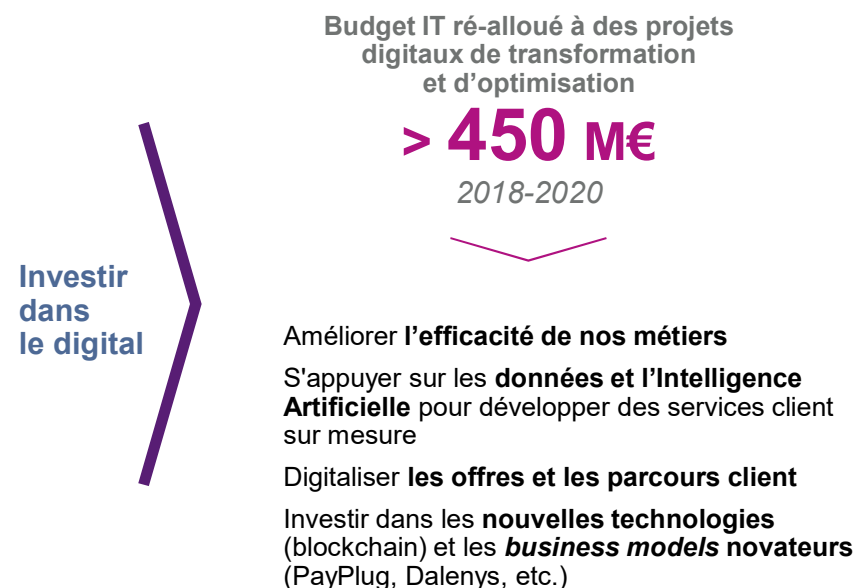 Budget IT ré-alloué à des projets
digitaux de transformation
et d’optimisation
> 450 M€
2018-2020
Investir
dans
le digital
Améliorer l’efficacité de nos métiers
S'appuyer sur les données et l’Intelligence
Artificielle pour développer des services client
sur mesure
Digitaliser les offres et les parcours client
Investir dans les nouvelles technologies
(blockchain) et les business models novateurs
(PayPlug, Dalenys, etc.)